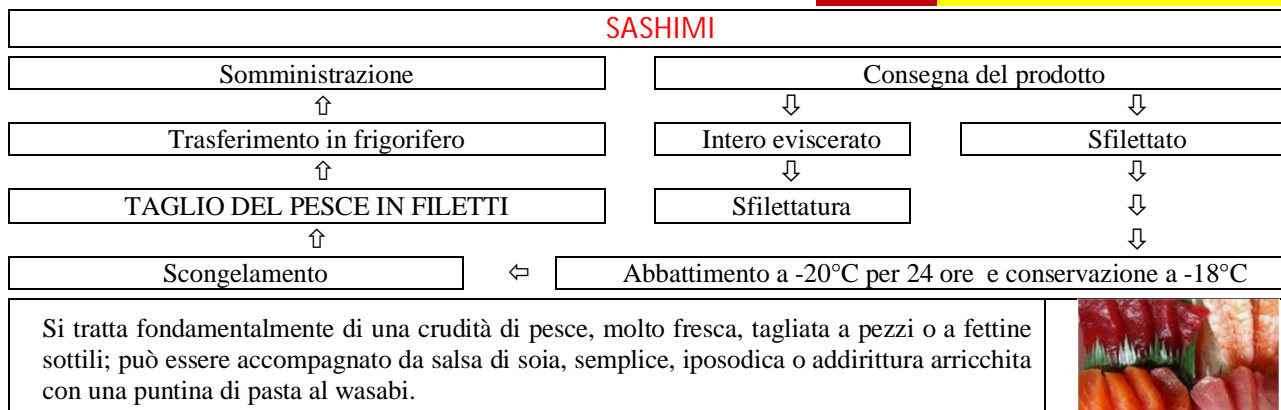 SASHIMI
Somministrazione
Consegna del prodotto
⇧
⇩
⇩
Trasferimento in frigorifero
Intero eviscerato
Sfilettato
⇧
⇩
⇩
TAGLIO DEL PESCE IN FILETTI
Sfilettatura
⇩
⇧
⇩
Scongelamento
⇦
Abbattimento a -20°C per 24 ore e conservazione a -18°C
Si tratta fondamentalmente di una crudità di pesce, molto fresca, tagliata a pezzi o a fettine
sottili; può essere accompagnato da salsa di soia, semplice, iposodica o addirittura arricchita
con una puntina di pasta al wasabi.